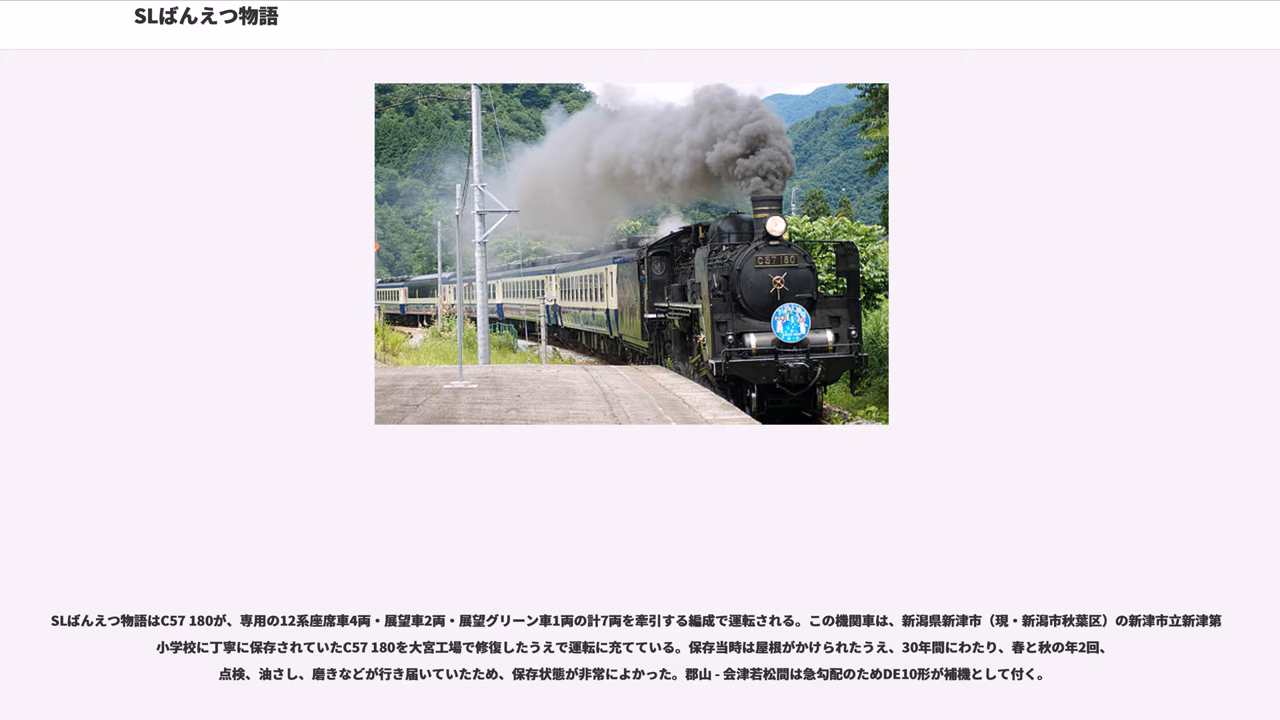 SLばんえつ物語
C57 180
SLばんえつ物語はC57 180が、専用の12系座席車4両・展望車2両・展望グリーン車1両の計7両を牽引する編成で運転される。この機関車は、新潟県新津市（現・新潟市秋葉区）の新津市立新津第
小学校に丁寧に保存されていたC57 180を大宮工場で修復したうえで運転に充てている。保存当時は屋根がかけられたうえ、30年間にわたり、春と秋の年2回、
点検、油さし、磨きなどが行き届いていたため、保存状態が非常によかった。郡山 - 会津若松間は急勾配のためDE10形が補機として付く。